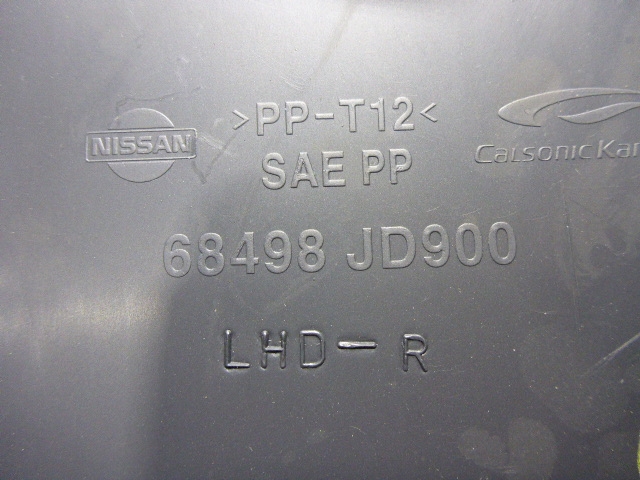 >PP-T12<
NISSAN
SAE PP
CalsonicKan
68498 JD900
LHD-R